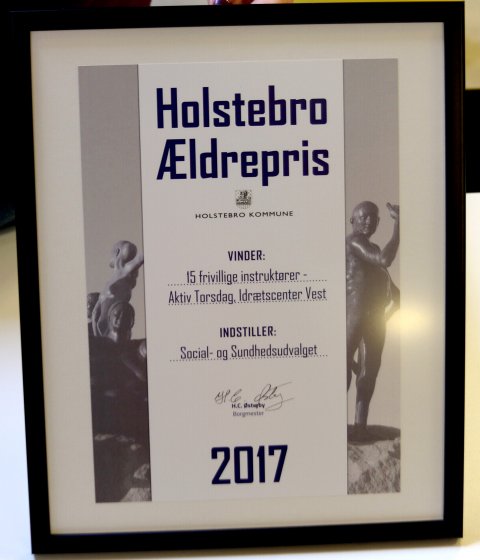 Holstebro
Ældrepris
HOLSTEBRO KOMMUNE
VINDER:
15 frivillige instruktører -
Aktiv Torsdag, Idrætscenter Vest
INDSTILLER:
Social- og Sundhedsudvalget
H.C. Østerby
Borgmester
2017